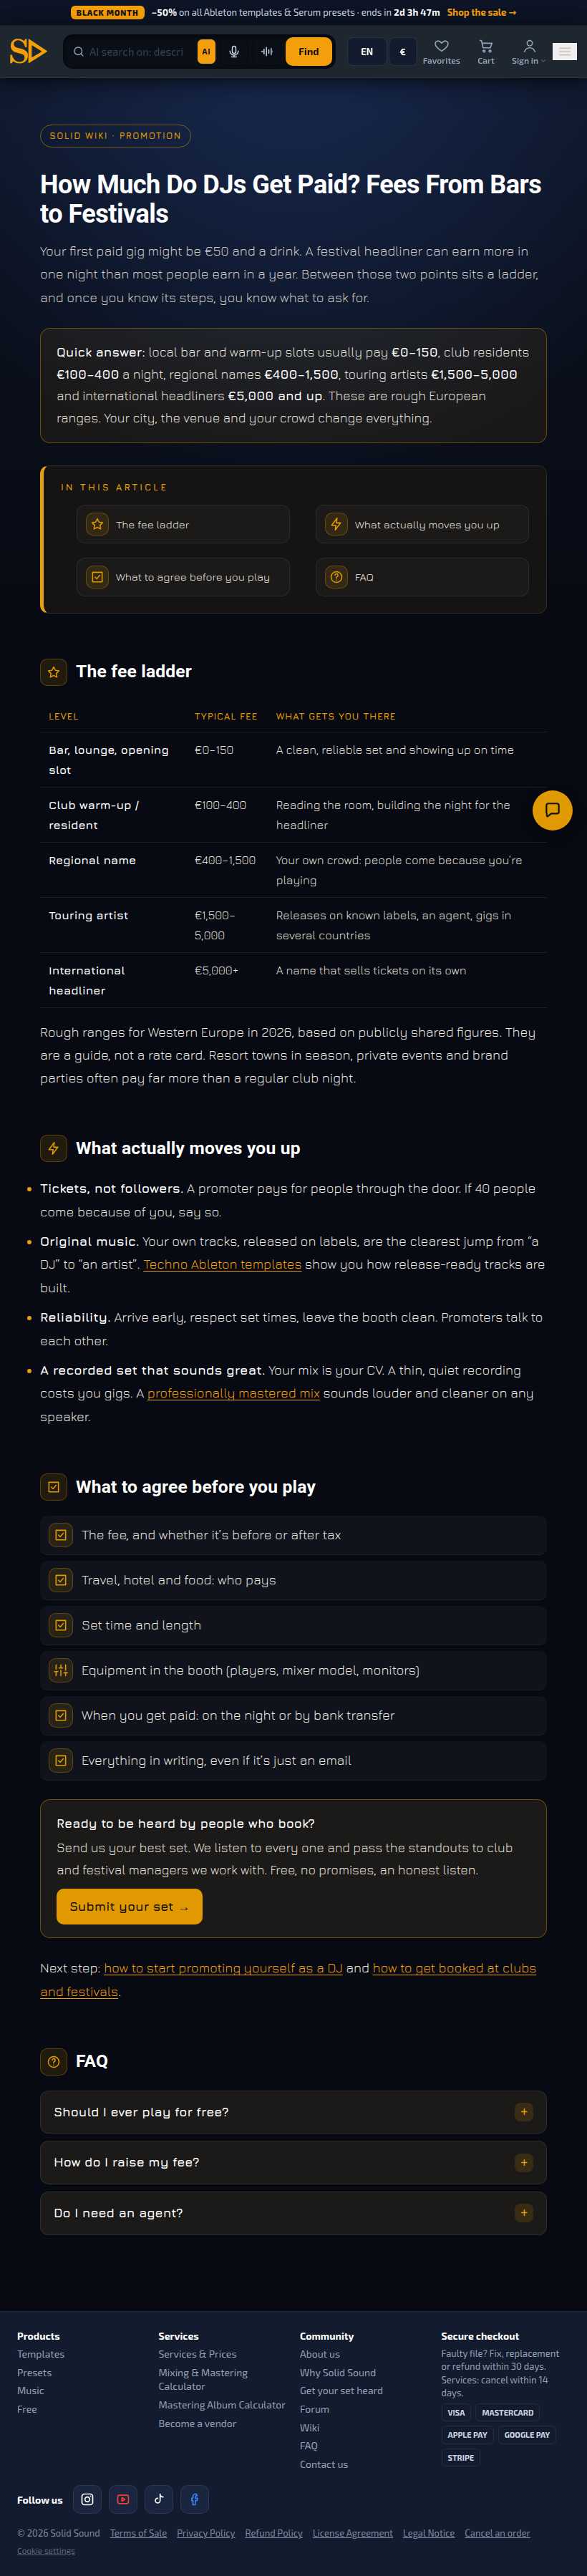 BLACK MONTH −50% on all Ableton templates & Serum presets · ends in 2d 3h 47m Shop the sale →
SD
AI search on: descri
AI
Find
EN
€
Favorites
Cart
Sign in
SOLID WIKI · PROMOTION
How Much Do DJs Get Paid? Fees From Bars
to Festivals
Your first paid gig might be €50 and a drink. A festival headliner can earn more in
one night than most people earn in a year. Between those two points sits a ladder,
and once you know its steps, you know what to ask for.
Quick answer: local bar and warm-up slots usually pay €0–150, club residents
€100–400 a night, regional names €400–1,500, touring artists €1,500–5,000
and international headliners €5,000 and up. These are rough European
ranges. Your city, the venue and your crowd change everything.
IN THIS ARTICLE
The fee ladder
What actually moves you up
What to agree before you play
FAQ
The fee ladder
LEVEL TYPICAL FEE WHAT GETS YOU THERE
Bar, lounge, opening
slot
€0–150
A clean, reliable set and showing up on time
Club warm-up /
resident
€100–400
Reading the room, building the night for the
headliner
Regional name
€400–1,500
Your own crowd: people come because you're
playing
Touring artist
€1,500–
5,000
Releases on known labels, an agent, gigs in
several countries
International
headliner
€5,000+
A name that sells tickets on its own
Rough ranges for Western Europe in 2026, based on publicly shared figures. They
are a guide, not a rate card. Resort towns in season, private events and brand
parties often pay far more than a regular club night.
What actually moves you up
Tickets, not followers. A promoter pays for people through the door. If 40 people
come because of you, say so.
Original music. Your own tracks, released on labels, are the clearest jump from “a
DJ” to “an artist”. Techno Ableton templates show you how release-ready tracks are
built.
Reliability. Arrive early, respect set times, leave the booth clean. Promoters talk to
each other.
A recorded set that sounds great. Your mix is your CV. A thin, quiet recording
costs you gigs. A professionally mastered mix sounds louder and cleaner on any
speaker.
What to agree before you play
The fee, and whether it's before or after tax
Travel, hotel and food: who pays
Set time and length
Equipment in the booth (players, mixer model, monitors)
When you get paid: on the night or by bank transfer
Everything in writing, even if it's just an email
Ready to be heard by people who book?
Send us your best set. We listen to every one and pass the standouts to club
and festival managers we work with. Free, no promises, an honest listen.
Submit your set →
Next step: how to start promoting yourself as a DJ and how to get booked at clubs
and festivals.
FAQ
Should I ever play for free? +
How do I raise my fee? +
Do I need an agent? +
Products
Templates
Presets
Music
Free
Services
Services & Prices
Mixing & Mastering
Calculator
Mastering Album Calculator
Become a vendor
Community
About us
Why Solid Sound
Get your set heard
Forum
Wiki
FAQ
Contact us
Secure checkout
Faulty file? Fix, replacement
or refund within 30 days.
Services: cancel within 14
days.
VISA MASTERCARD
APPLE PAY GOOGLE PAY
STRIPE
Follow us
© 2026 Solid Sound Terms of Sale Privacy Policy Refund Policy License Agreement Legal Notice Cancel an order
Cookie settings